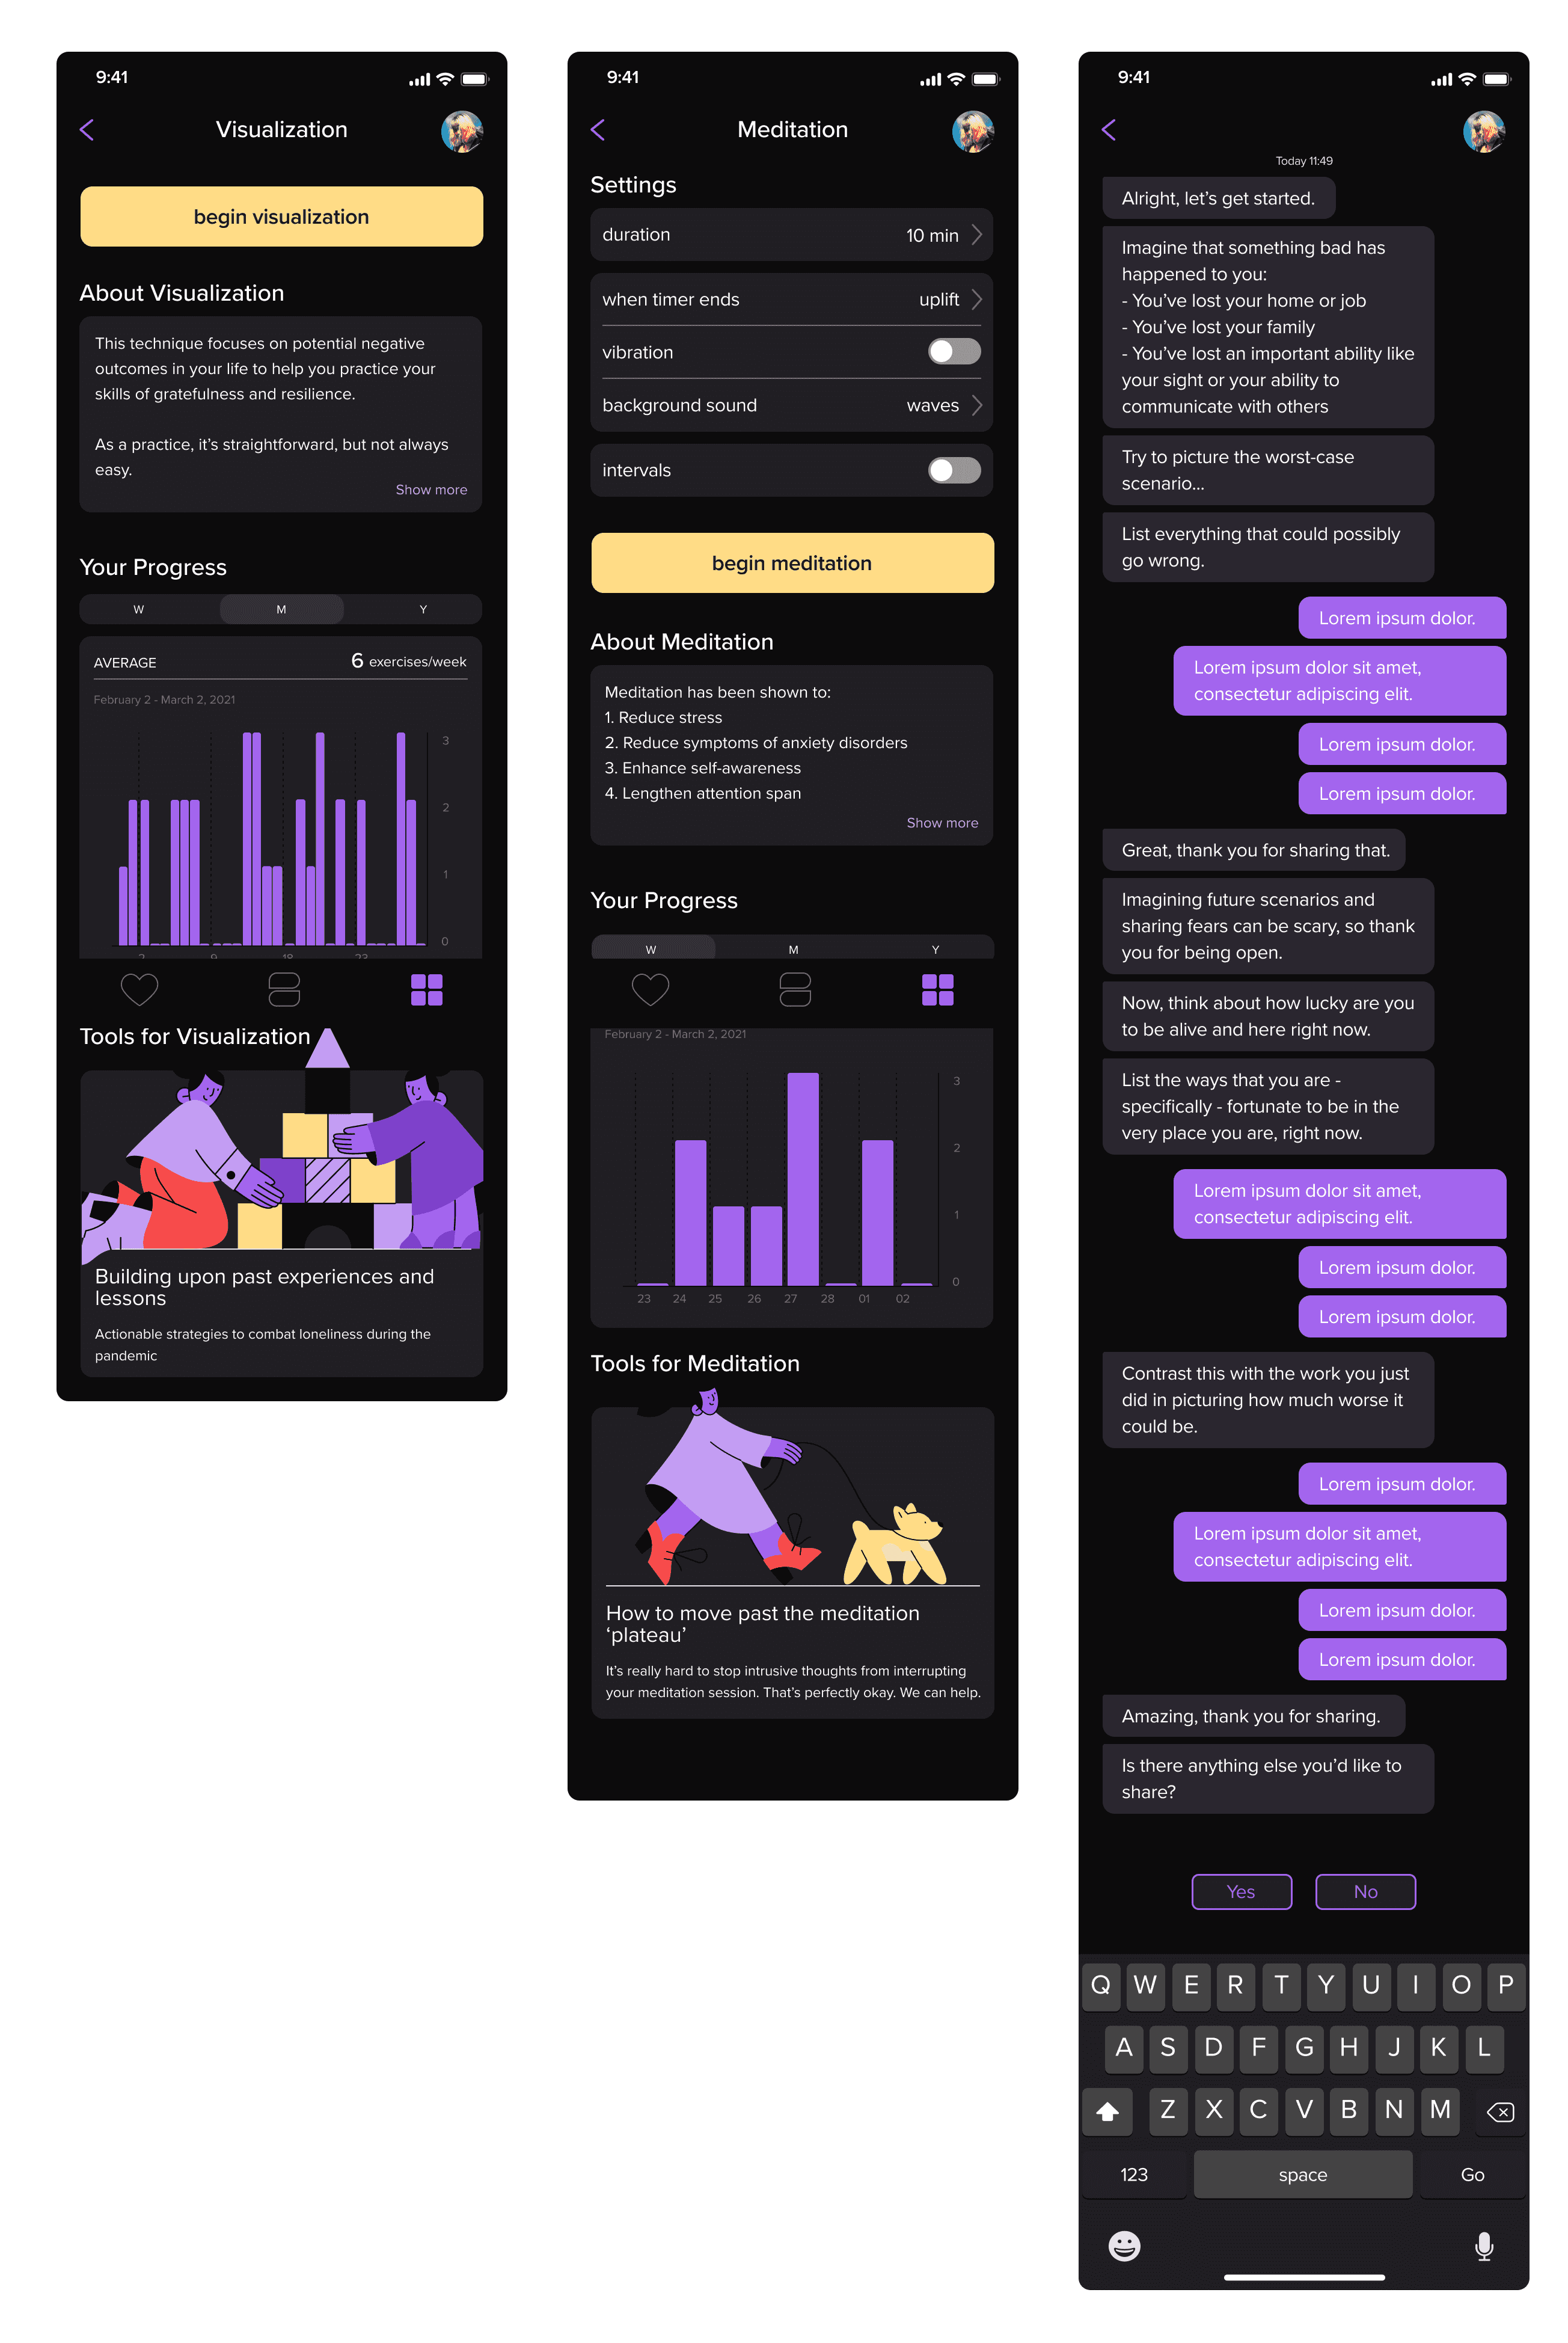 9:41
Visualization
begin visualization
About Visualization
This technique focuses on potential negative
outcomes in your life to help you practice your
skills of gratefulness and resilience.
As a practice, it’s straightforward, but not always
easy.
Show more
Your Progress
W M Y
AVERAGE 6 exercises/week
February 2 - March 2, 2021
3
2
1
0
Tools for Visualization
Building upon past experiences and
lessons
Actionable strategies to combat loneliness during the
pandemic
9:41
Meditation
Settings
duration 10 min
when timer ends uplift
vibration
background sound waves
intervals
begin meditation
About Meditation
Meditation has been shown to:
1. Reduce stress
2. Reduce symptoms of anxiety disorders
3. Enhance self-awareness
4. Lengthen attention span
Show more
Your Progress
W M Y
February 2 - March 2, 2021
3
2
1
0
23 24 25 26 27 28 01 02
Tools for Meditation
How to move past the meditation
‘plateau’
It’s really hard to stop intrusive thoughts from interrupting
your meditation session. That’s perfectly okay. We can help.
9:41
Today 11:49
Alright, let’s get started.
Imagine that something bad has
happened to you:
- You’ve lost your home or job
- You’ve lost your family
- You’ve lost an important ability like
your sight or your ability to
communicate with others
Try to picture the worst-case
scenario...
List everything that could possibly
go wrong.
Lorem ipsum dolor.
Lorem ipsum dolor sit amet,
consectetur adipiscing elit.
Lorem ipsum dolor.
Lorem ipsum dolor.
Great, thank you for sharing that.
Imagining future scenarios and
sharing fears can be scary, so thank
you for being open.
Now, think about how lucky are you
to be alive and here right now.
List the ways that you are -
specifically - fortunate to be in the
very place you are, right now.
Lorem ipsum dolor sit amet,
consectetur adipiscing elit.
Lorem ipsum dolor.
Lorem ipsum dolor.
Contrast this with the work you just
did in picturing how much worse it
could be.
Lorem ipsum dolor.
Lorem ipsum dolor sit amet,
consectetur adipiscing elit.
Lorem ipsum dolor.
Lorem ipsum dolor.
Amazing, thank you for sharing.
Is there anything else you’d like to
share?
Yes No
Q W E R T Y U I O P
A S D F G H J K L
Z X C V B N M
123 space Go